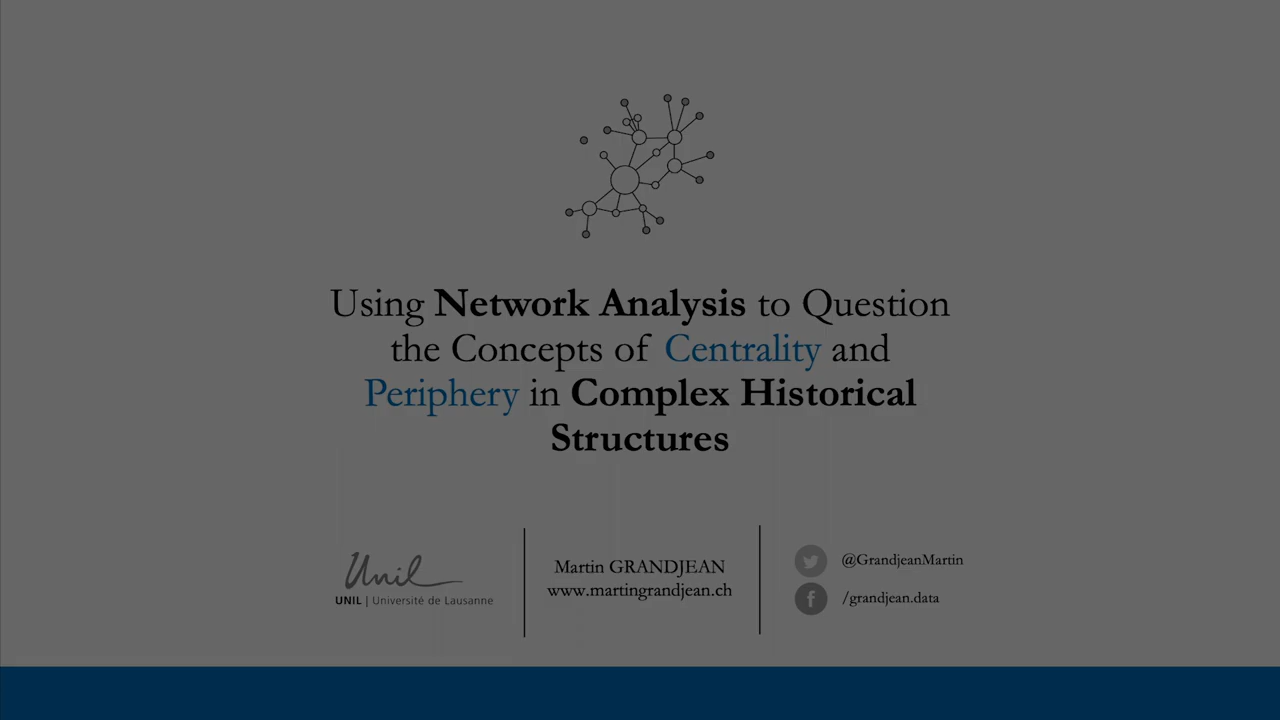 Using Network Analysis to Question
the Concepts of Centrality and
Periphery in Complex Historical
Structures
Unil
UNIL | Université de Lausanne
Martin GRANDJEAN
www.martingrandjean.ch
@GrandjeanMartin
/grandjean.data